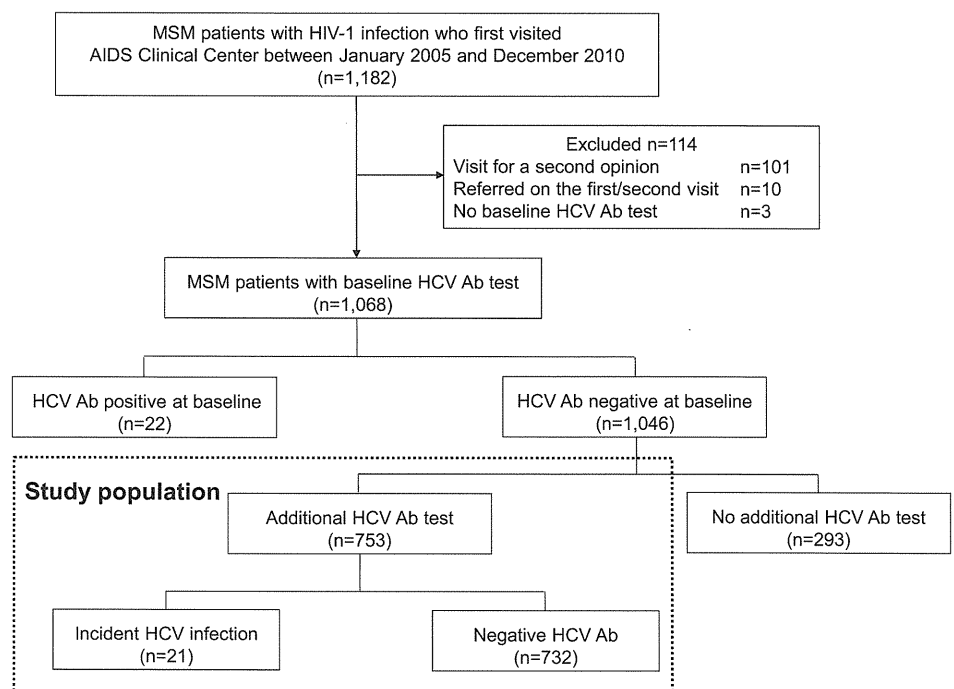 MSM patients with HIV-1 infection who first visited
AIDS Clinical Center between January 2005 and December 2010
(n=1,182)
Excluded n=114
Visit for a second opinion n=101
Referred on the first/second visit n=10
No baseline HCV Ab test n=3
MSM patients with baseline HCV Ab test
(n=1,068)
HCV Ab positive at baseline
(n=22)
HCV Ab negative at baseline
(n=1,046)
Study population
Additional HCV Ab test
(n=753)
No additional HCV Ab test
(n=293)
Incident HCV infection
(n=21)
Negative HCV Ab
(n=732)